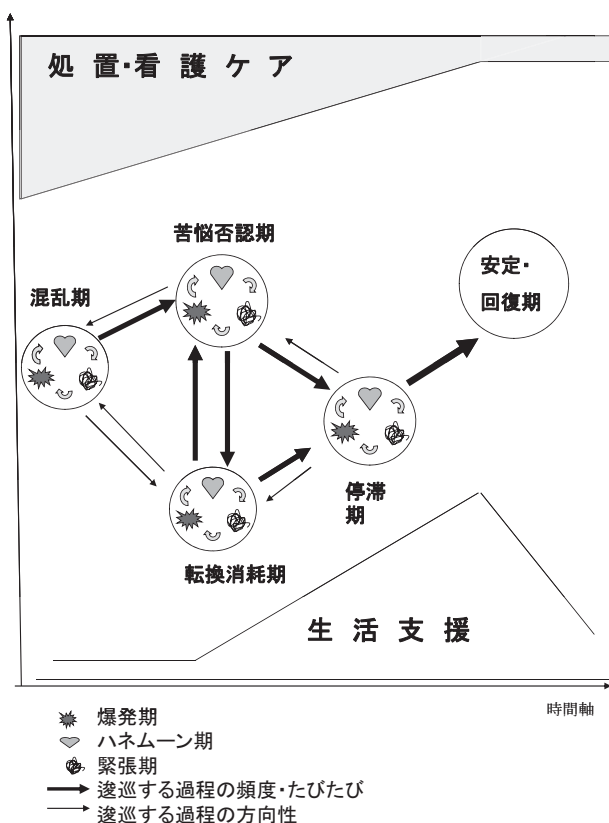 処置・看護ケア
苦悩否認期
混乱期
安定・
回復期
停滞
期
転換消耗期
生活支援
時間軸
爆発期
ハネムーン期
緊張期
浚巡する過程の頻度・たびたび
浚巡する過程の方向性